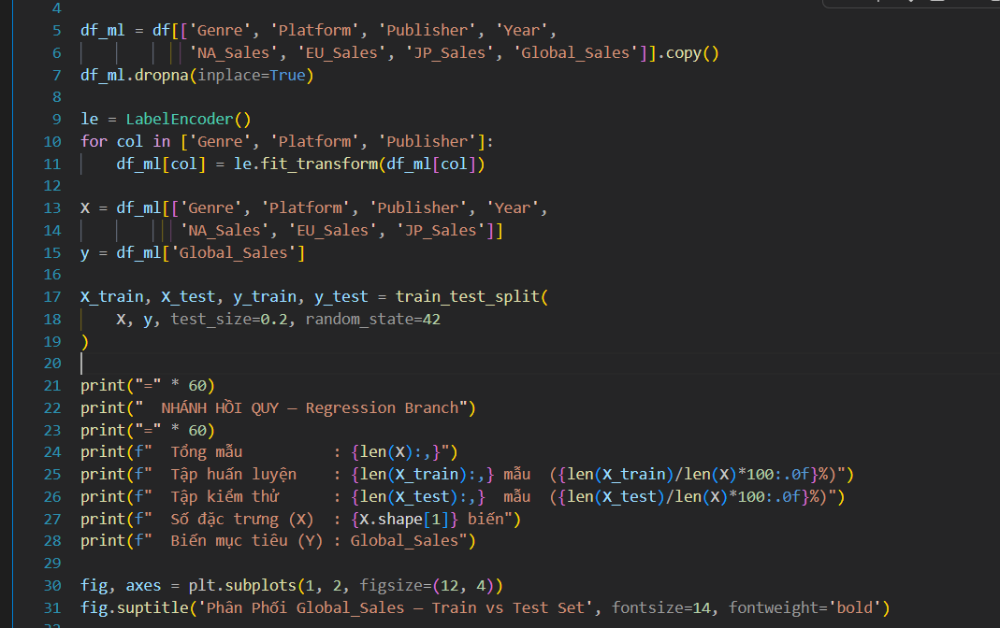 4
5 df_ml = df[['Genre', 'Platform', 'Publisher', 'Year',
6 'NA_Sales', 'EU_Sales', 'JP_Sales', 'Global_Sales']].copy()
7 df_ml.dropna(inplace=True)
8
9 le = LabelEncoder()
10 for col in ['Genre', 'Platform', 'Publisher']:
11 df_ml[col] = le.fit_transform(df_ml[col])
12
13 X = df_ml[['Genre', 'Platform', 'Publisher', 'Year',
14 'NA_Sales', 'EU_Sales', 'JP_Sales']]
15 y = df_ml['Global_Sales']
16
17 X_train, X_test, y_train, y_test = train_test_split(
18 X, y, test_size=0.2, random_state=42
19 )
20
21 print("=" * 60)
22 print("  NHÁNH HỒI QUY — Regression Branch")
23 print("=" * 60)
24 print(f"  Tổng mẫu          : {len(X):,}")
25 print(f"  Tập huấn luyện    : {len(X_train):,} mẫu  ({len(X_train)/len(X)*100:.0f}%)")
26 print(f"  Tập kiểm thử      : {len(X_test):,}  mẫu  ({len(X_test)/len(X)*100:.0f}%)")
27 print(f"  Số đặc trưng (X)  : {X.shape[1]} biến")
28 print(f"  Biến mục tiêu (Y) : Global_Sales")
29
30 fig, axes = plt.subplots(1, 2, figsize=(12, 4))
31 fig.suptitle('Phân Phối Global_Sales — Train vs Test Set', fontsize=14, fontweight='bold')